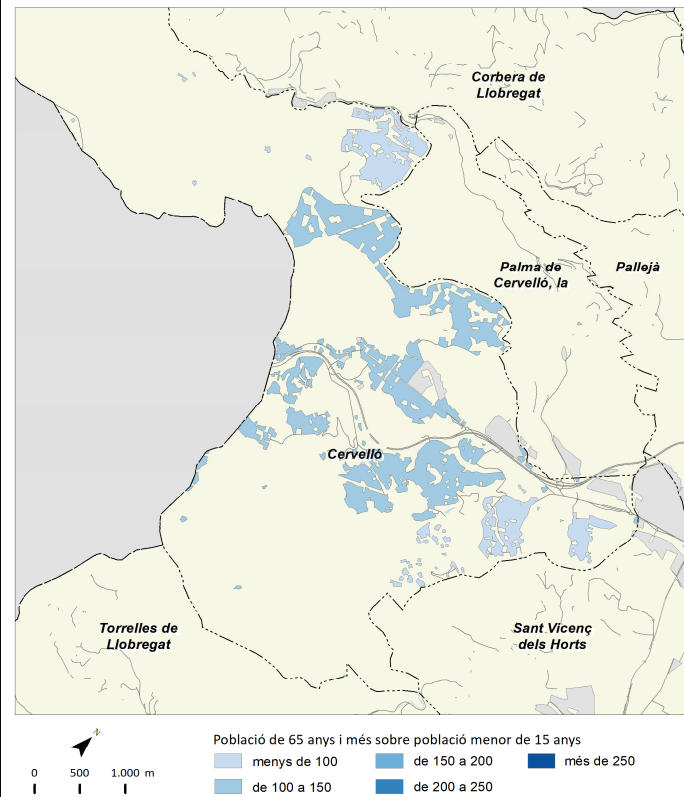 Corbera de
Llobregat
Palma de
Cervelló, la
Pallejà
Cervelló
Torrelles de
Llobregat
Sant Vicenç
dels Horts
N
0 500 1.000 m
Població de 65 anys i més sobre població menor de 15 anys
menys de 100
de 150 a 200
més de 250
de 100 a 150
de 200 a 250